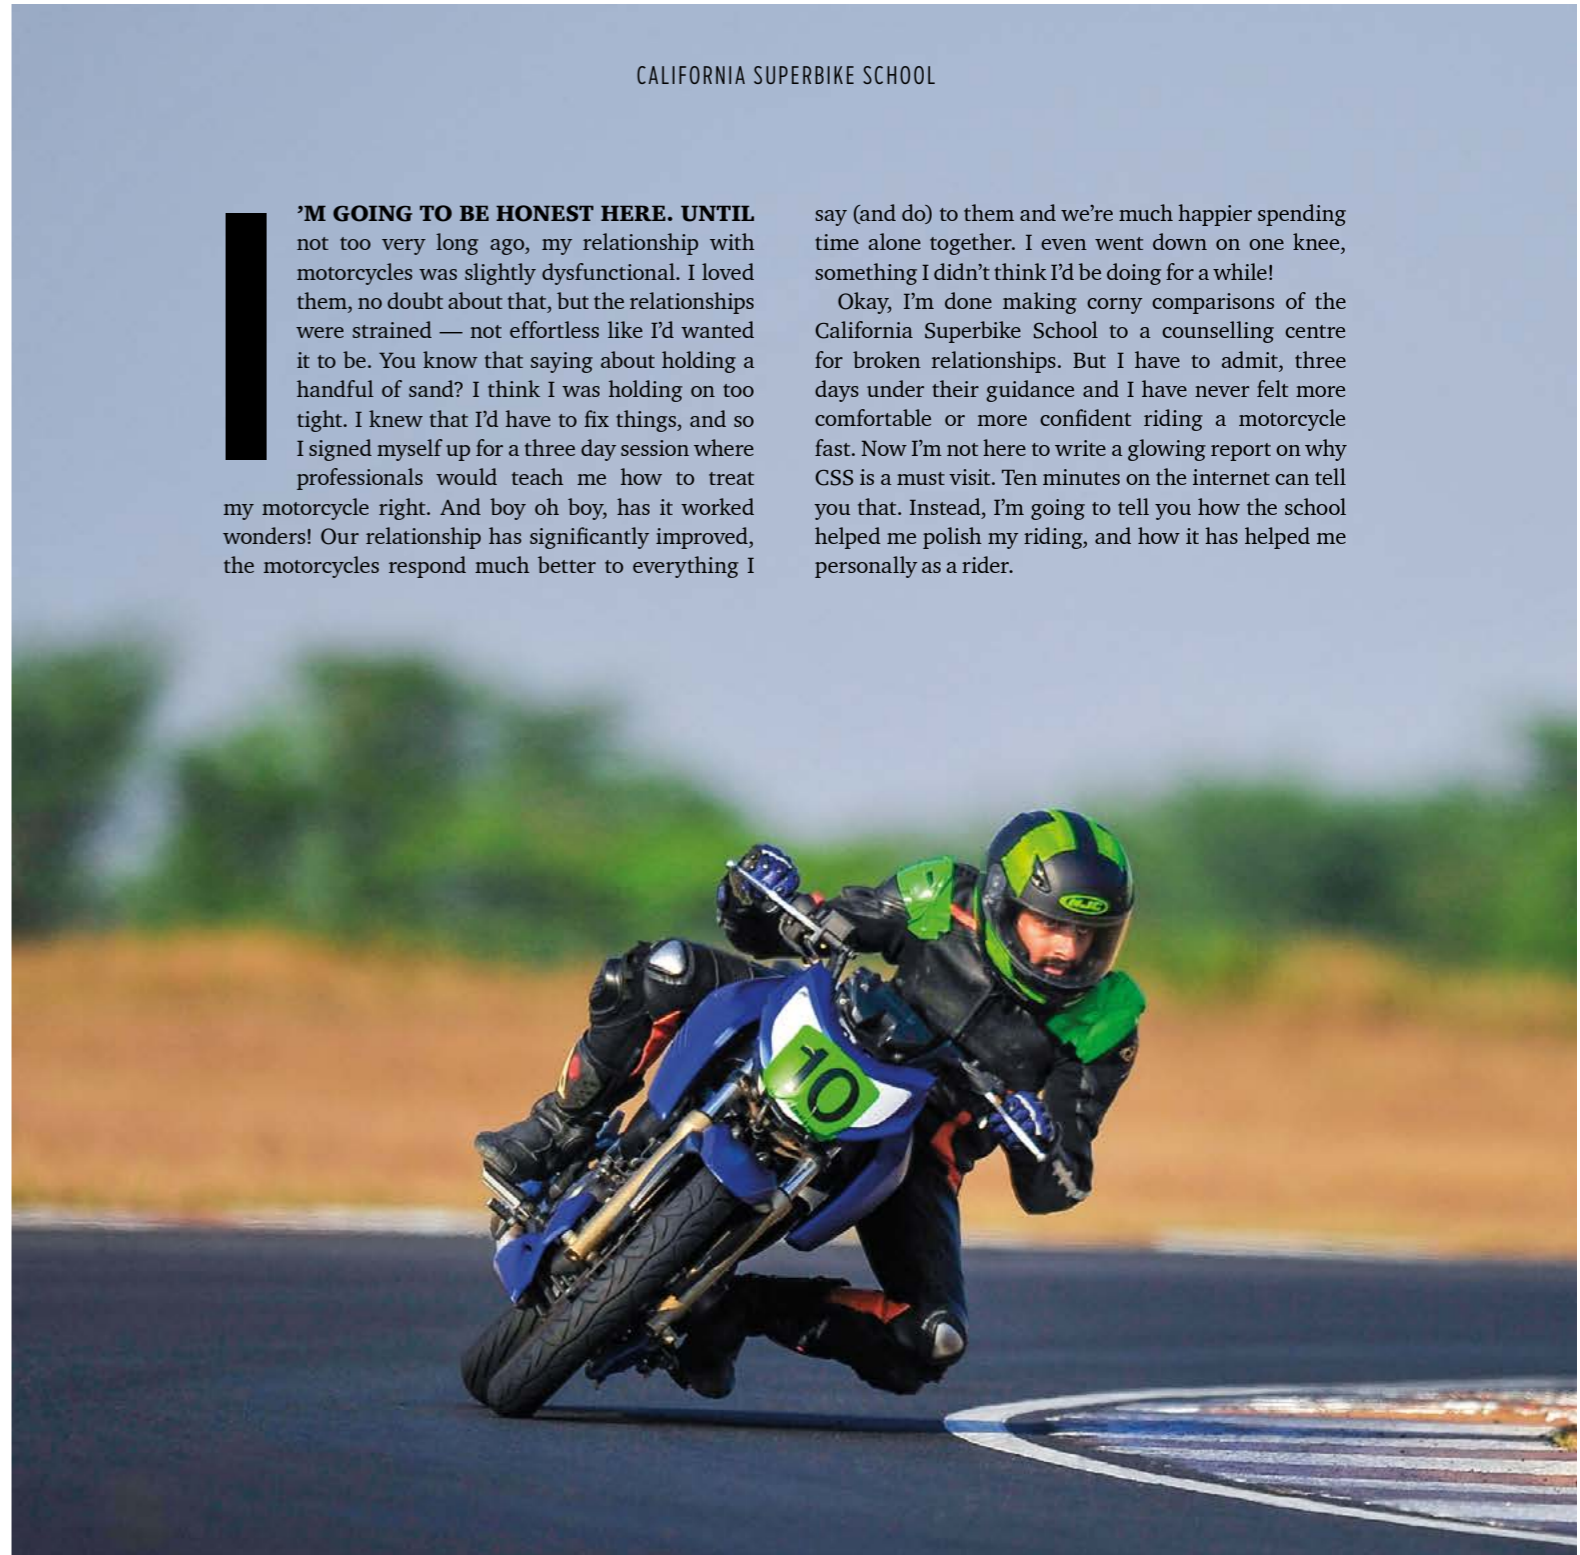 CALIFORNIA SUPERBIKE SCHOOL
I’M GOING TO BE HONEST HERE. UNTIL
not too very long ago, my relationship with
motorcycles was slightly dysfunctional. I loved
them, no doubt about that, but the relationships
were strained — not effortless like I’d wanted
it to be. You know that saying about holding a
handful of sand? I think I was holding on too
tight. I knew that I’d have to fix things, and so
I signed myself up for a three day session where
professionals would teach me how to treat
my motorcycle right. And boy oh boy, has it worked
wonders! Our relationship has significantly improved,
the motorcycles respond much better to everything I
say (and do) to them and we’re much happier spending
time alone together. I even went down on one knee,
something I didn’t think I’d be doing for a while!
Okay, I’m done making corny comparisons of the
California Superbike School to a counselling centre
for broken relationships. But I have to admit, three
days under their guidance and I have never felt more
comfortable or more confident riding a motorcycle
fast. Now I’m not here to write a glowing report on why
CSS is a must visit. Ten minutes on the internet can tell
you that. Instead, I’m going to tell you how the school
helped me polish my riding, and how it has helped me
personally as a rider.
HJC
10